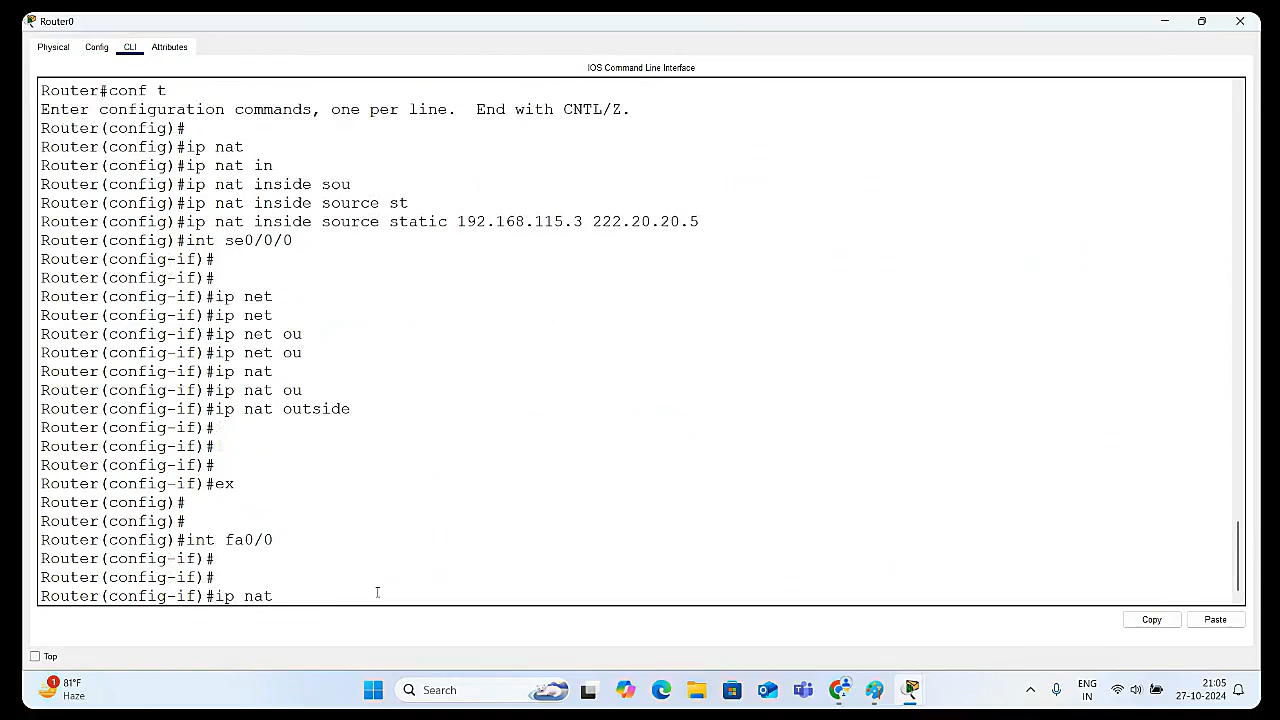 Router0
Physical Config CLI Attributes
IOS Command Line Interface
Router#conf t
Enter configuration commands, one per line.  End with CNTL/Z.
Router(config)#
Router(config)#ip nat
Router(config)#ip nat in
Router(config)#ip nat inside sou
Router(config)#ip nat inside source st
Router(config)#ip nat inside source static 192.168.115.3 222.20.20.5
Router(config)#int se0/0/0
Router(config-if)#
Router(config-if)#
Router(config-if)#ip net
Router(config-if)#ip net
Router(config-if)#ip net ou
Router(config-if)#ip net ou
Router(config-if)#ip nat
Router(config-if)#ip nat ou
Router(config-if)#ip nat outside
Router(config-if)#
Router(config-if)#
Router(config-if)#
Router(config-if)#ex
Router(config)#
Router(config)#
Router(config)#int fa0/0
Router(config-if)#
Router(config-if)#
Router(config-if)#ip nat
Copy Paste
Top
1
81°F
Haze
Search
ENG
IN
21:05
27-10-2024